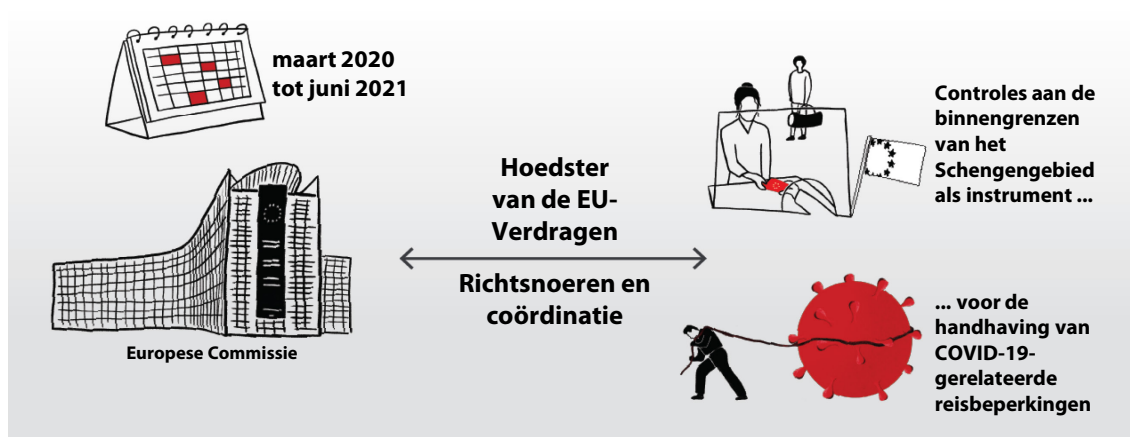 maart 2020
tot juni 2021
Europese Commissie
Hoedster
van de EU-
Verdragen
Richtsnoeren en
coördinatie
Controles aan de
binnengrenzen
van het
Schengengebied
als instrument ...
... voor de
handhaving van
COVID-19-
gerelateerde
reisbeperkingen